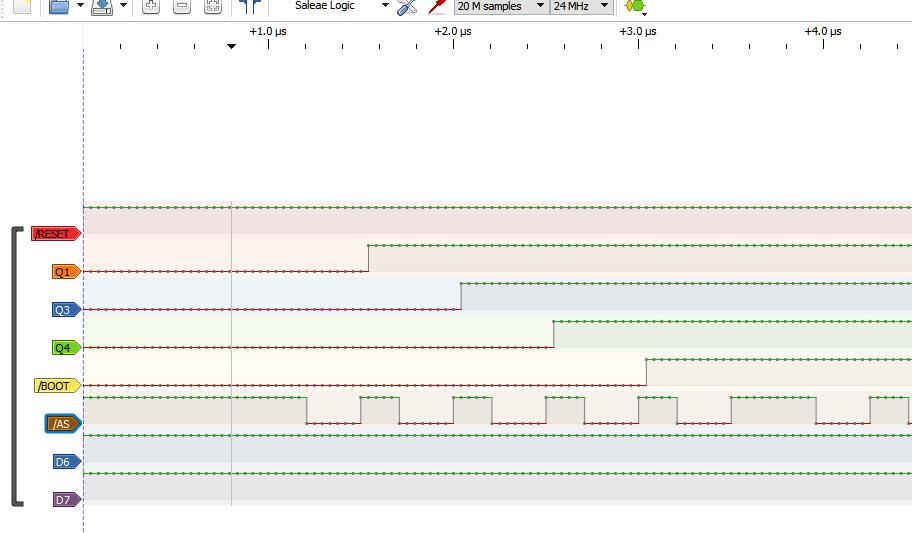 Saleae Logic 20 M samples 24 MHz
+1.0 µs +2.0 µs +3.0 µs +4.0 µs
/RESET
Q1
Q3
Q4
/BOOT
/AS
D6
D7